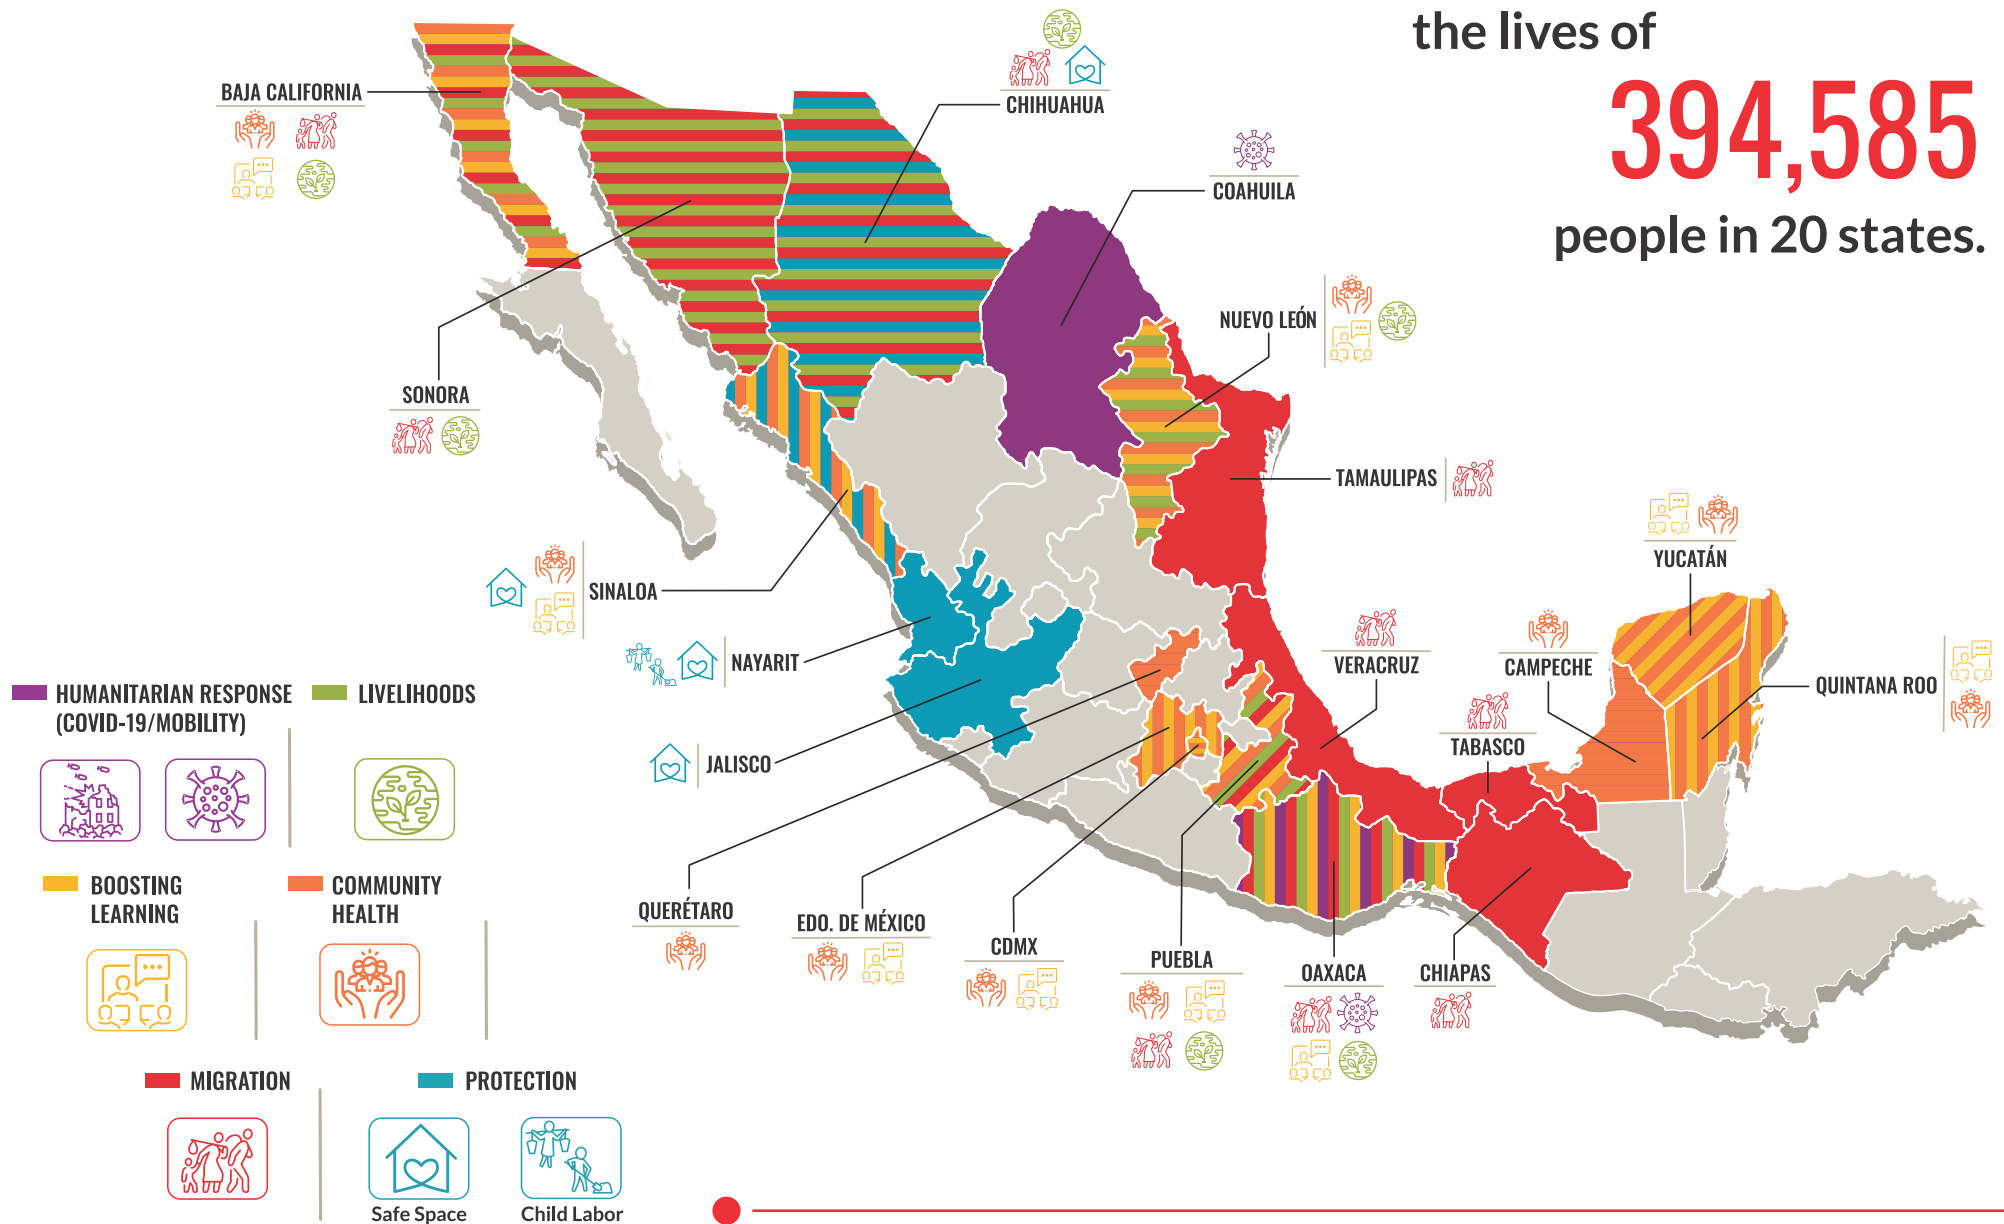 the lives of
394,585
people in 20 states.
BAJA CALIFORNIA
CHIHUAHUA
COAHUILA
NUEVO LEÓN
SONORA
TAMAULIPAS
YUCATÁN
SINALOA
NAYARIT
VERACRUZ
CAMPECHE
QUINTANA ROO
TABASCO
JALISCO
QUERÉTARO
EDO. DE MÉXICO
CDMX
PUEBLA
OAXACA
CHIAPAS
HUMANITARIAN RESPONSE
(COVID-19/MOBILITY)
LIVELIHOODS
BOOSTING
LEARNING
COMMUNITY
HEALTH
MIGRATION
PROTECTION
Safe Space
Child Labor